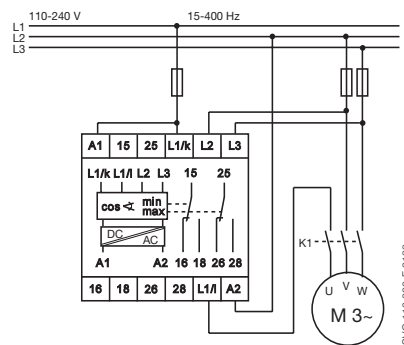 110-240 V 15-400 Hz
L1
L2
L3
A1 15 25 L1/k L2 L3
L1/k L1/l L2 L3 15 25
cos ∢ min
max
DC
AC
A1 A2 16 18 26 28
16 18 26 28 L1/l A2
K1
U V W
M 3~